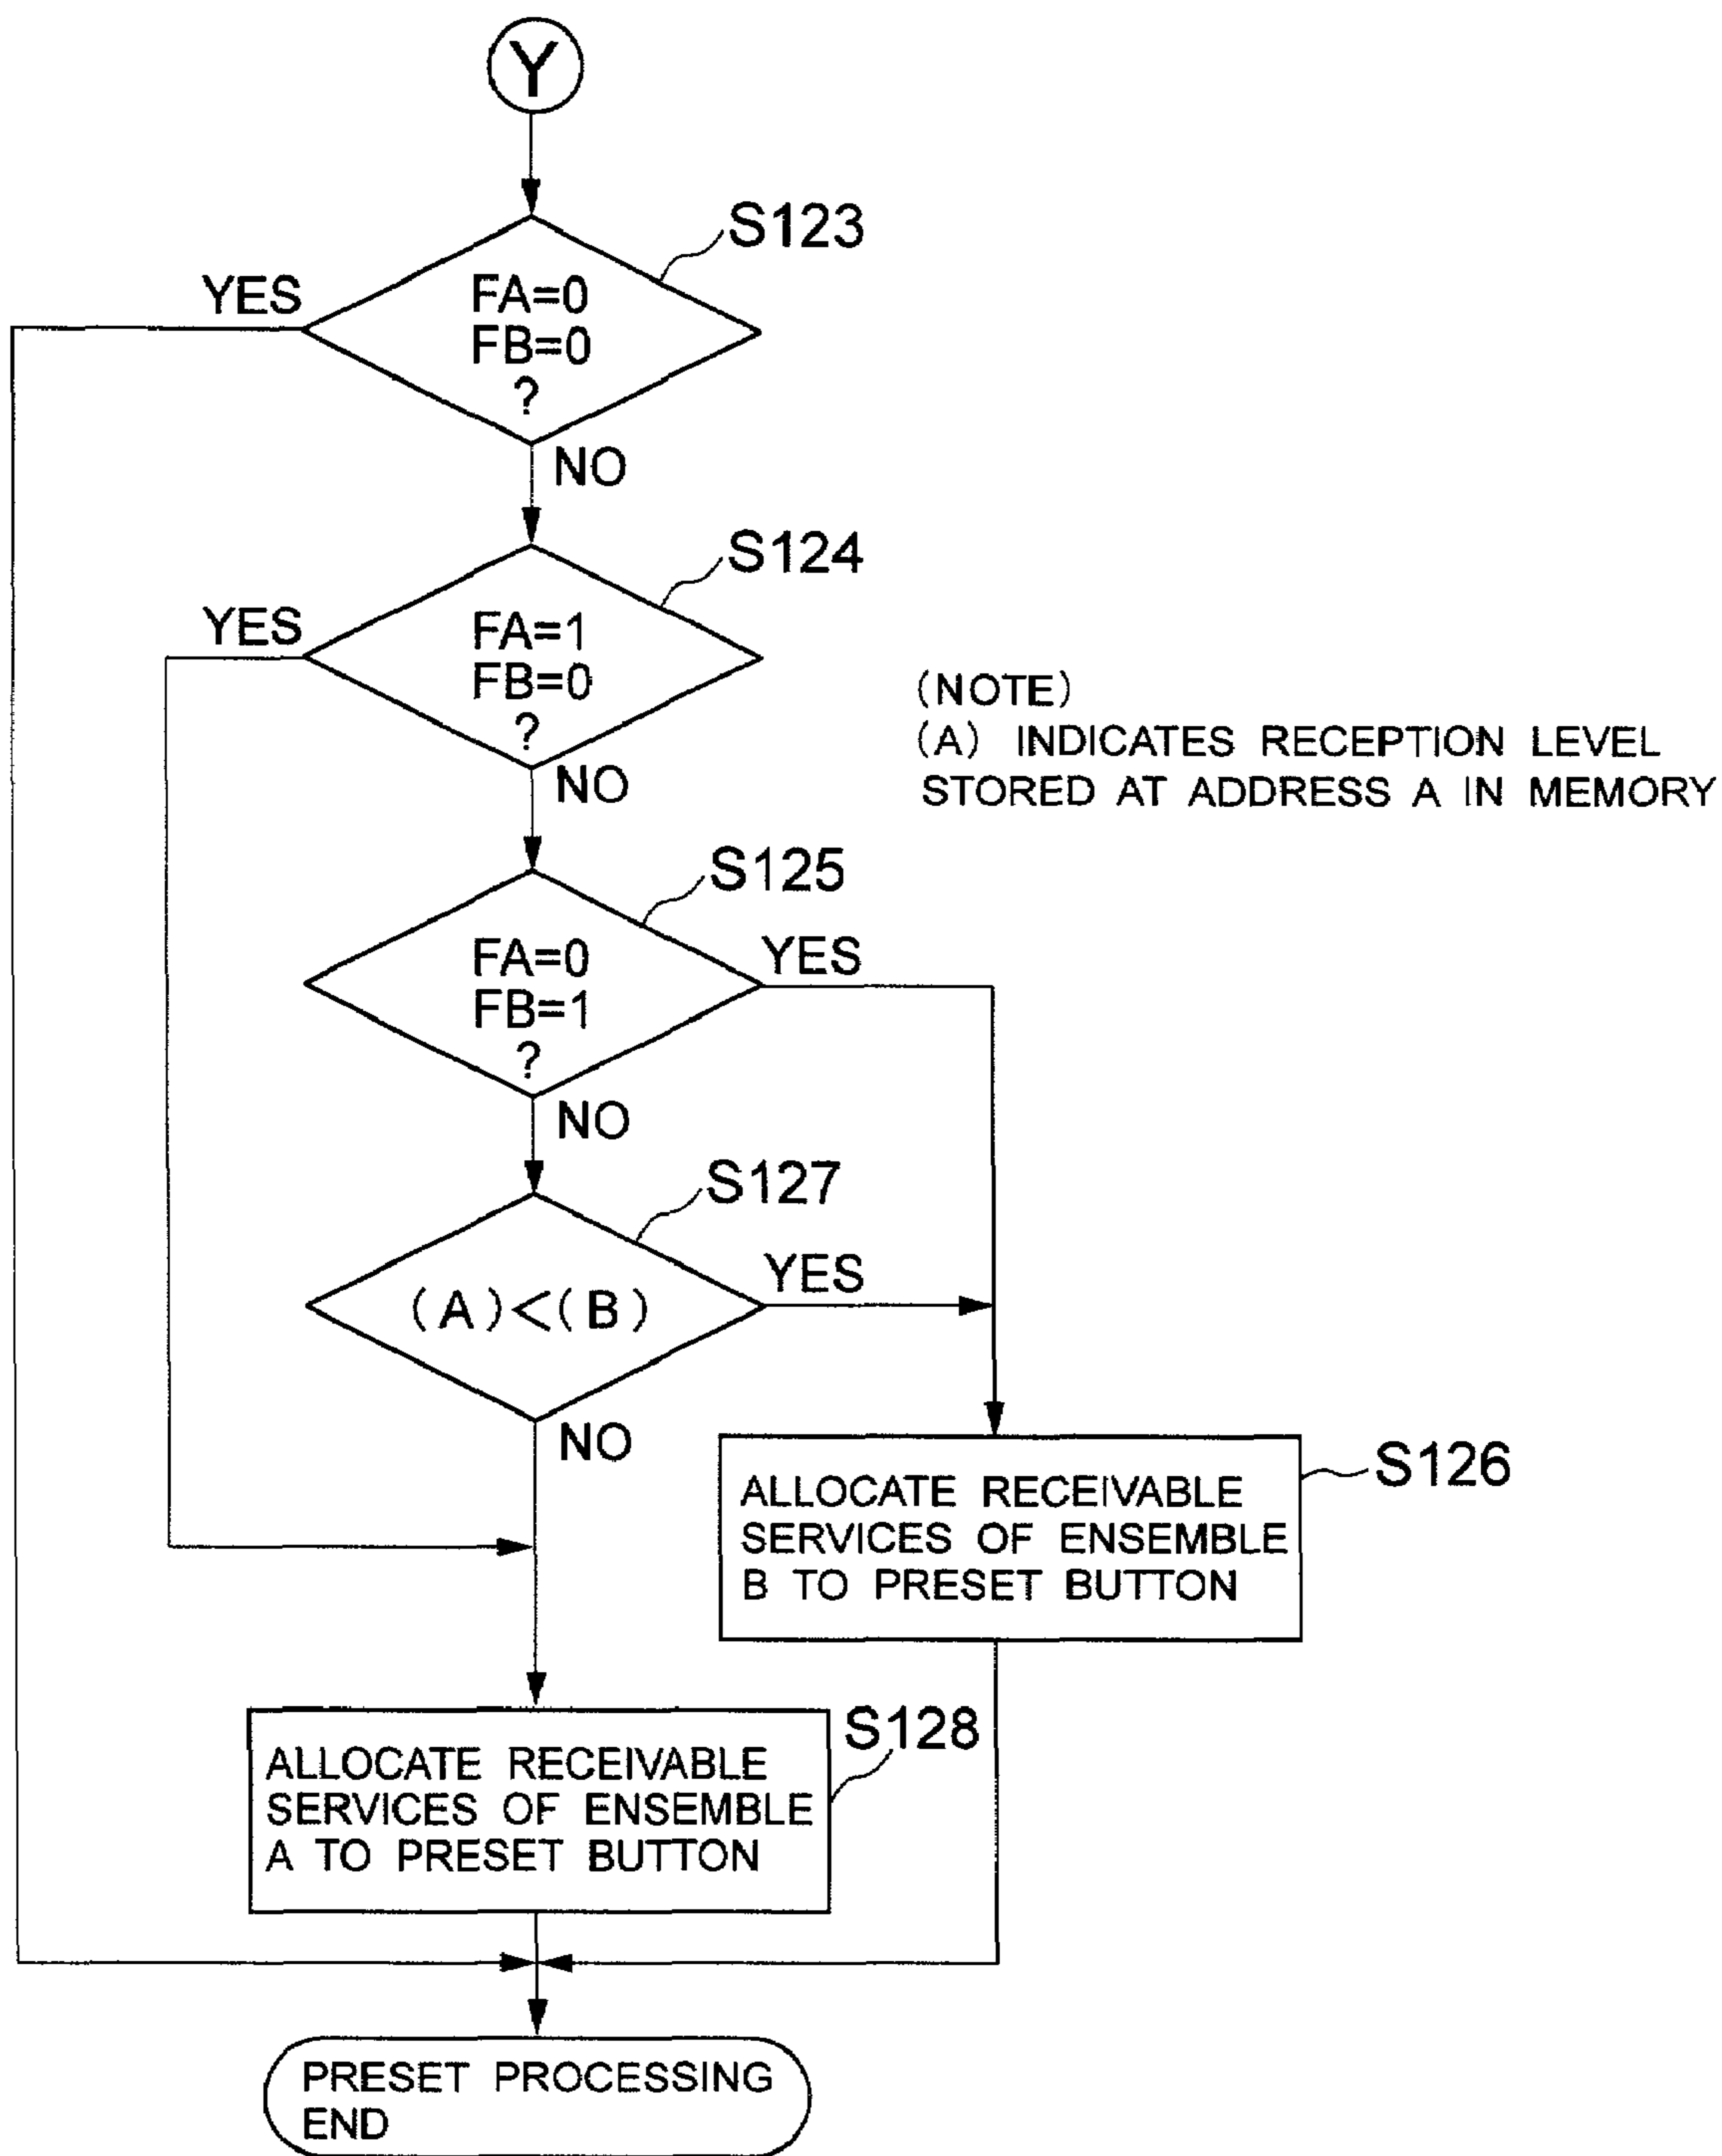 Y
S123
YES
FA=0
FB=0
?
NO
S124
YES
FA=1
FB=0
?
NO
(NOTE)
(A) INDICATES RECEPTION LEVEL
STORED AT ADDRESS A IN MEMORY
S125
FA=0
FB=1
?
YES
NO
S127
(A)<(B)
YES
NO
S126
ALLOCATE RECEIVABLE
SERVICES OF ENSEMBLE
B TO PRESET BUTTON
S128
ALLOCATE RECEIVABLE
SERVICES OF ENSEMBLE
A TO PRESET BUTTON
PRESET PROCESSING
END